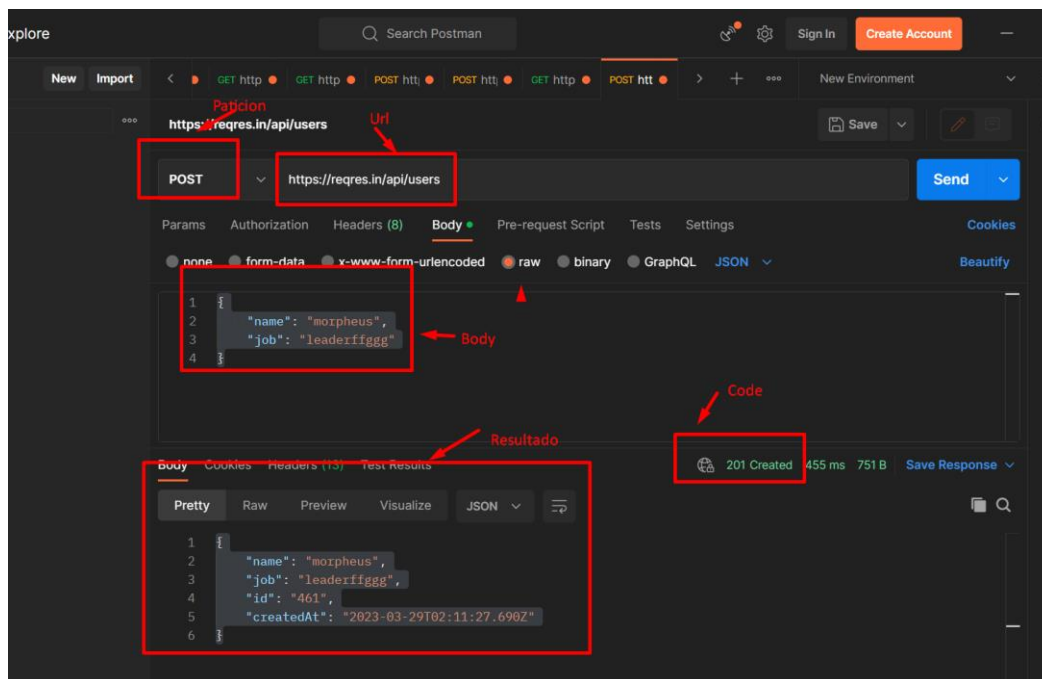 xplore Search Postman Sign In Create Account
New Import GET http GET http POST htt POST htt GET http POST htt New Environment
Paticion
https://reqres.in/api/users Url Save
POST https://reqres.in/api/users Send
Params Authorization Headers (8) Body Pre-request Script Tests Settings Cookies
none form-data x-www-form-urlencoded raw binary GraphQL JSON Beautify
1 {
2 "name": "morpheus",
3 "job": "leaderffggg"
4 }
Body
Code
Resultado
Body Cookies Headers (13) Test Results 201 Created 455 ms 751 B Save Response
Pretty Raw Preview Visualize JSON
1 {
2 "name": "morpheus",
3 "job": "leaderffggg",
4 "id": "461",
5 "createdAt": "2023-03-29T02:11:27.690Z"
6 }